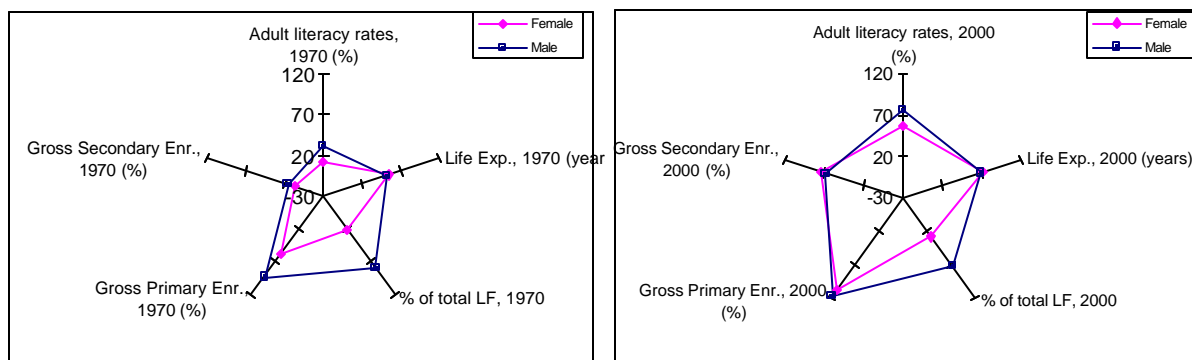 Female
Male
Adult literacy rates,
1970 (%)
120
70
20
-30
Gross Secondary Enr.,
1970 (%)
Life Exp., 1970 (year
Gross Primary Enr.,
1970 (%)
% of total LF, 1970
Female
Male
Adult literacy rates, 2000
(%)
120
70
20
-30
Gross Secondary Enr.,
2000 (%)
Life Exp., 2000 (years)
Gross Primary Enr., 2000
(%)
% of total LF, 2000